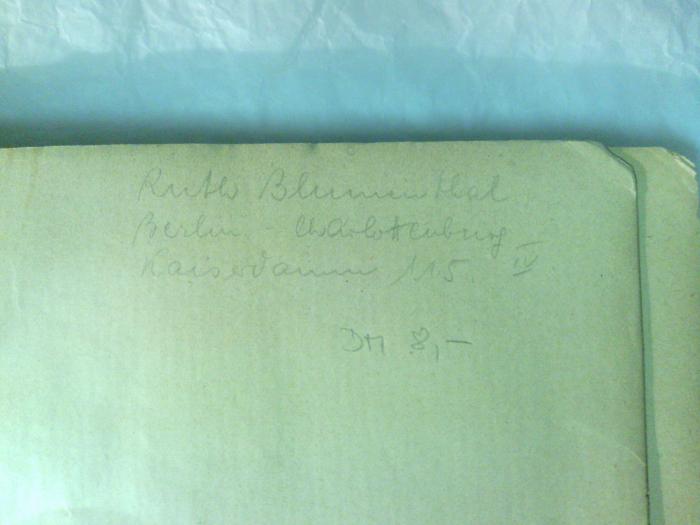 Ruth Blumenthal
Berlin - Charlottenburg
Kaiserdamm 115 IV
DM 8,-